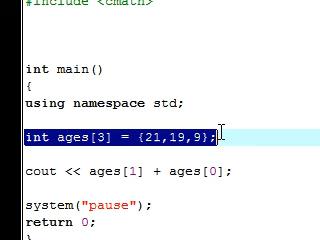 #include <cmath>
int main()
{
using namespace std;
int ages[3] = {21,19,9};
cout << ages[1] + ages[0];
system("pause");
return 0;
}